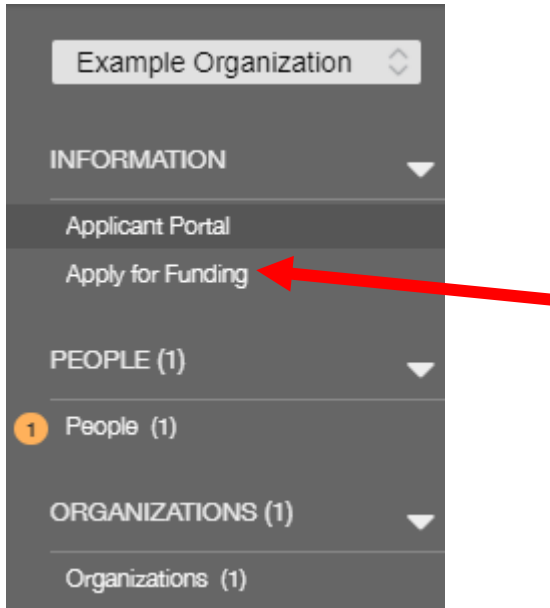 Example Organization
INFORMATION
Applicant Portal
Apply for Funding
PEOPLE (1)
1 People (1)
ORGANIZATIONS (1)
Organizations (1)